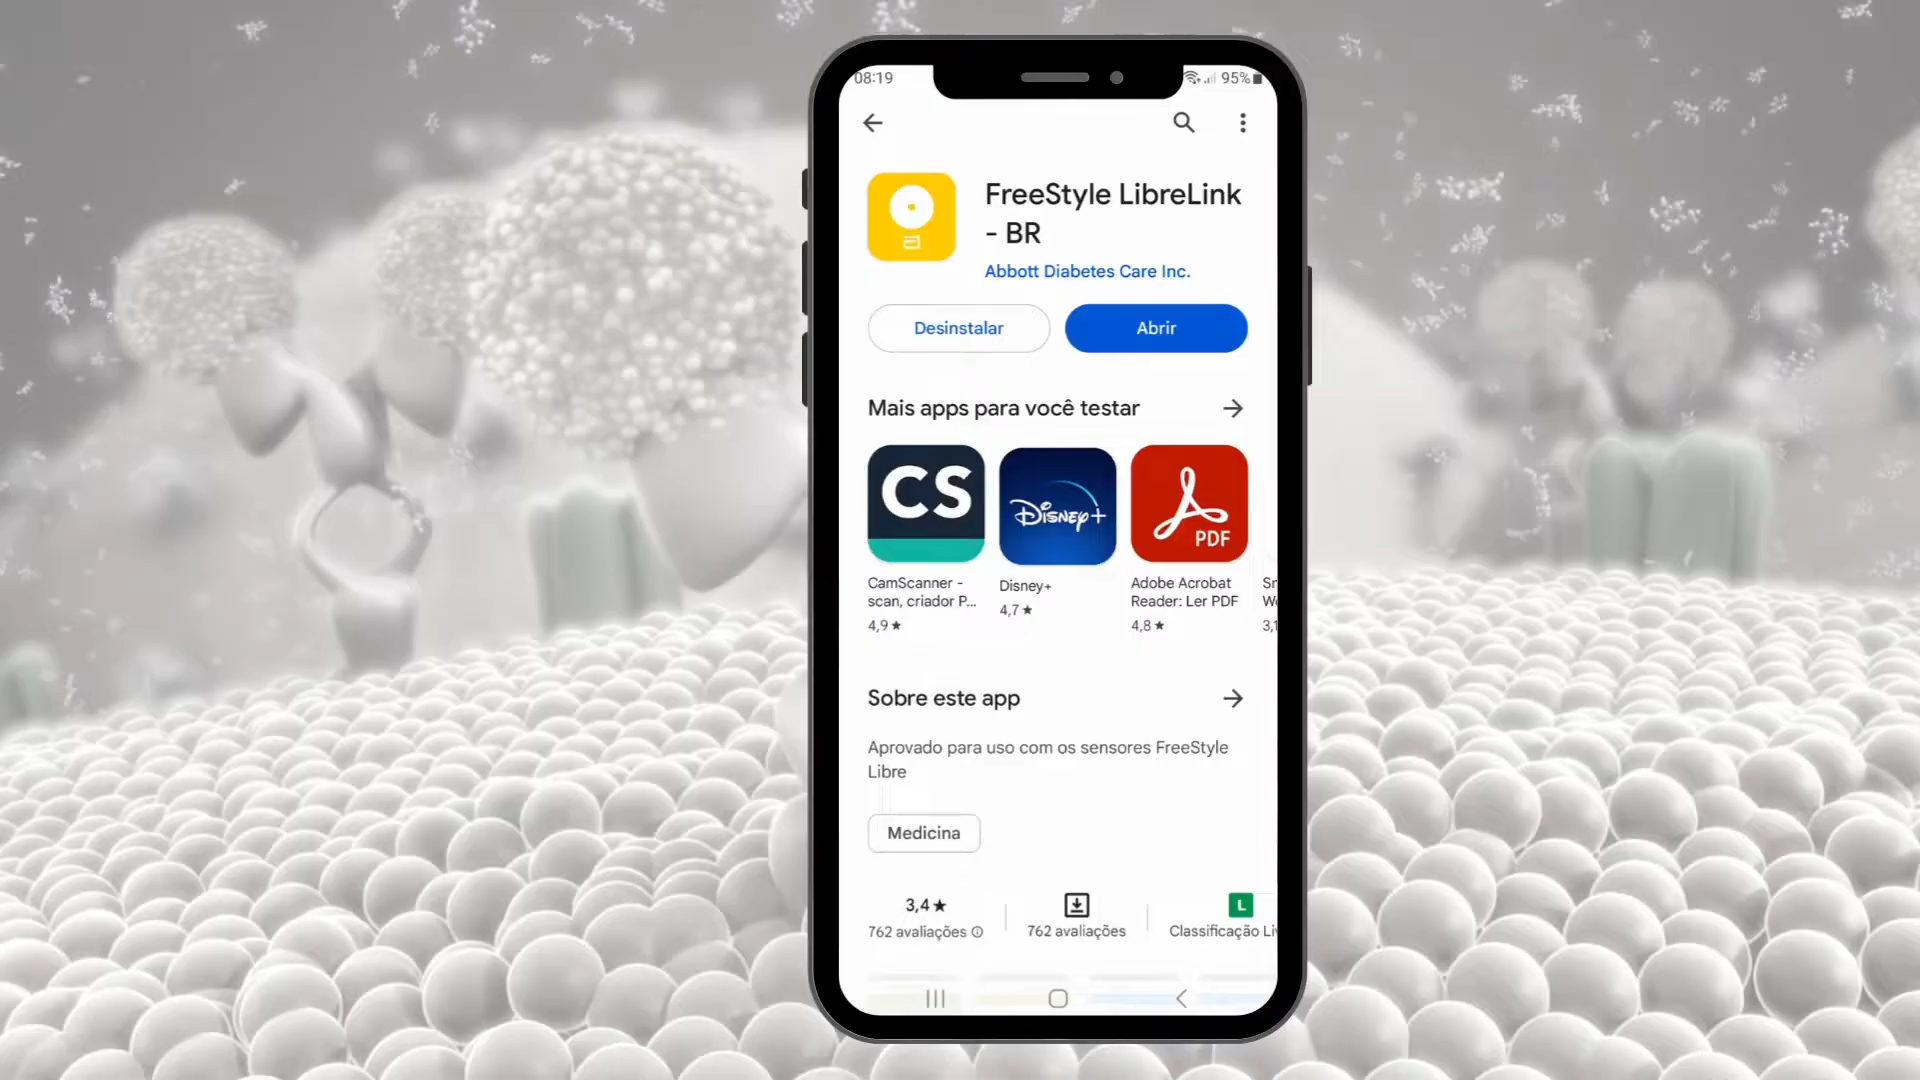 08:19
95%
FreeStyle LibreLink
- BR
Abbott Diabetes Care Inc.
Desinstalar
Abrir
Mais apps para você testar
CS
Disney+
PDF
CamScanner -
scan, criador P...
4,9★
Disney+
4,7★
Adobe Acrobat
Reader: Ler PDF
4,8★
3,1
Sobre este app
Aprovado para uso com os sensores FreeStyle
Libre
Medicina
3,4★
762 avaliações
762 avaliações
L
Classificação